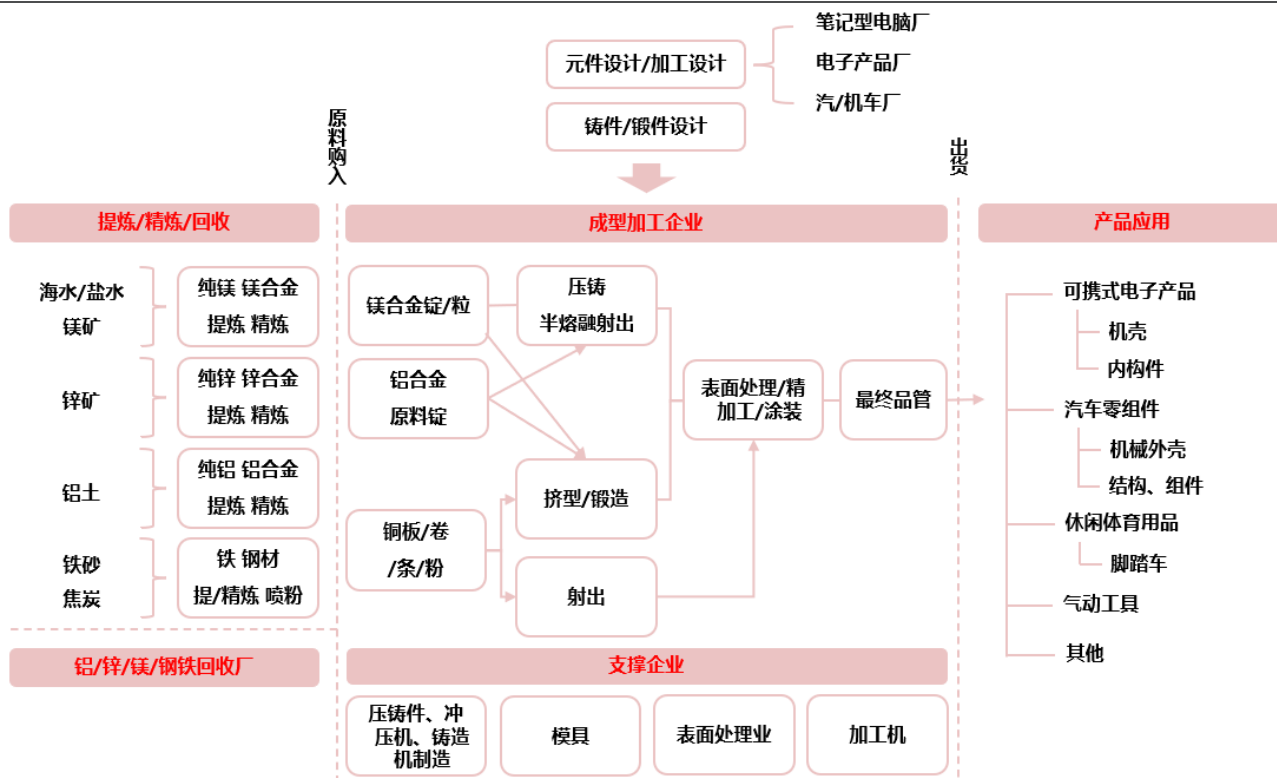 元件设计/加工设计
笔记型电脑厂
电子产品厂
汽/机车厂
铸件/锻件设计
原料购入
出货
提炼/精炼/回收
海水/盐水
镁矿
纯镁 镁合金
提炼 精炼
锌矿
纯锌 锌合金
提炼 精炼
铝土
纯铝 铝合金
提炼 精炼
铁砂
焦炭
铁 钢材
提/精炼 喷粉
铝/锌/镁/钢铁回收厂
成型加工企业
镁合金锭/粒
压铸
半熔融射出
铝合金
原料锭
铜板/卷
/条/粉
挤型/锻造
射出
表面处理/精
加工/涂装
最终品管
支撑企业
压铸件、冲
压机、铸造
机制造
模具
表面处理业
加工机
产品应用
可携式电子产品
机壳
内构件
汽车零组件
机械外壳
结构、组件
休闲体育用品
脚踏车
气动工具
其他